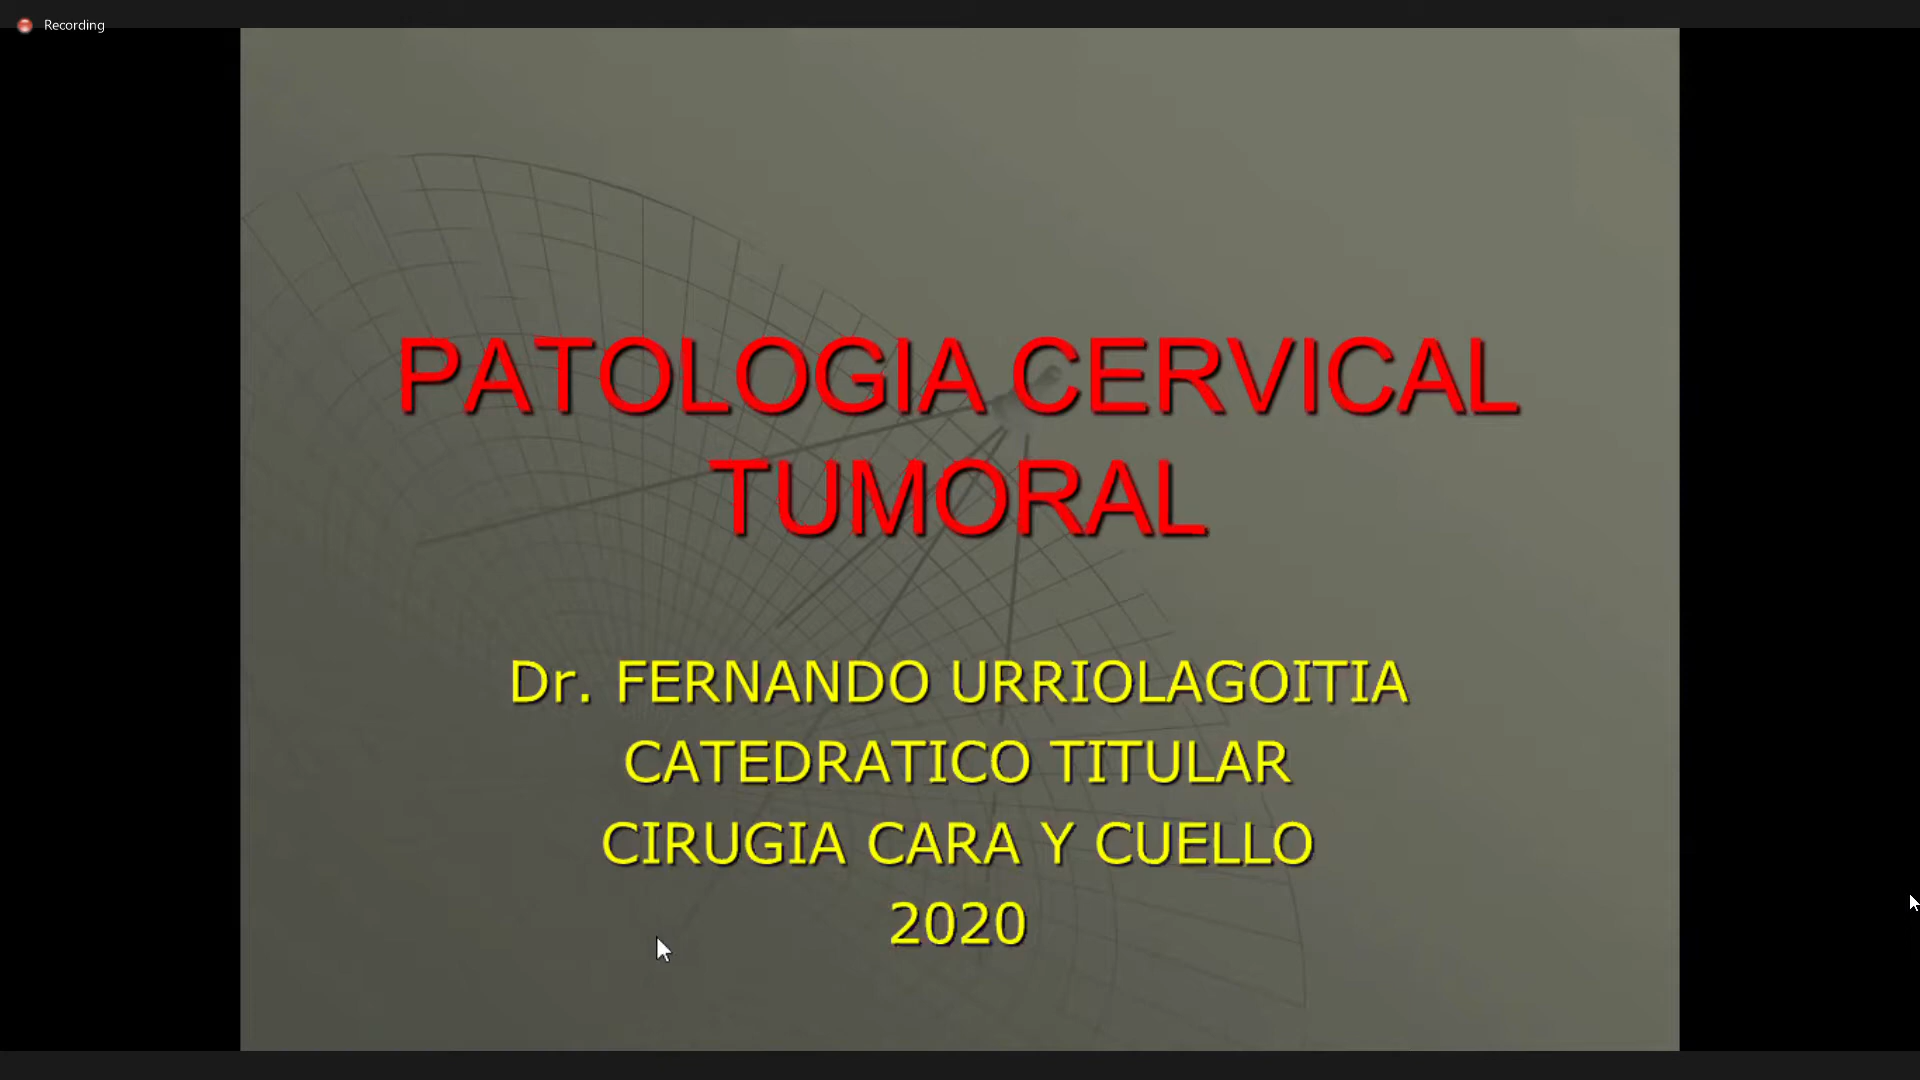 Recording
PATOLOGIA CERVICAL
TUMORAL
Dr. FERNANDO URRIOLAGOITIA
CATEDRATICO TITULAR
CIRUGIA CARA Y CUELLO
2020